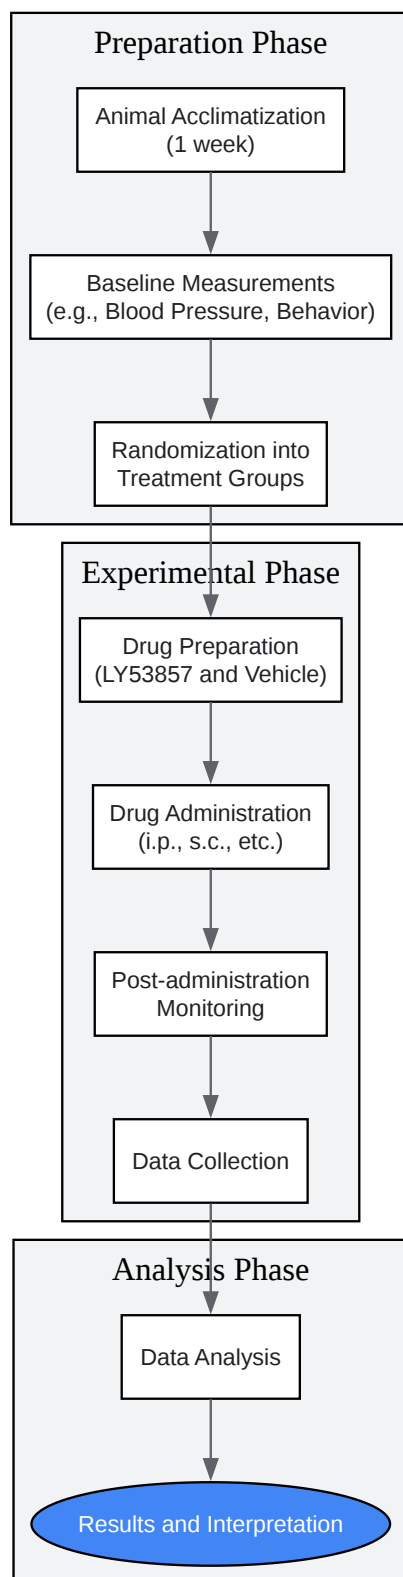 Preparation Phase
Animal Acclimatization
(1 week)
Baseline Measurements
(e.g., Blood Pressure, Behavior)
Randomization into
Treatment Groups
Experimental Phase
Drug Preparation
(LY53857 and Vehicle)
Drug Administration
(i.p., s.c., etc.)
Post-administration
Monitoring
Data Collection
Analysis Phase
Data Analysis
Results and Interpretation